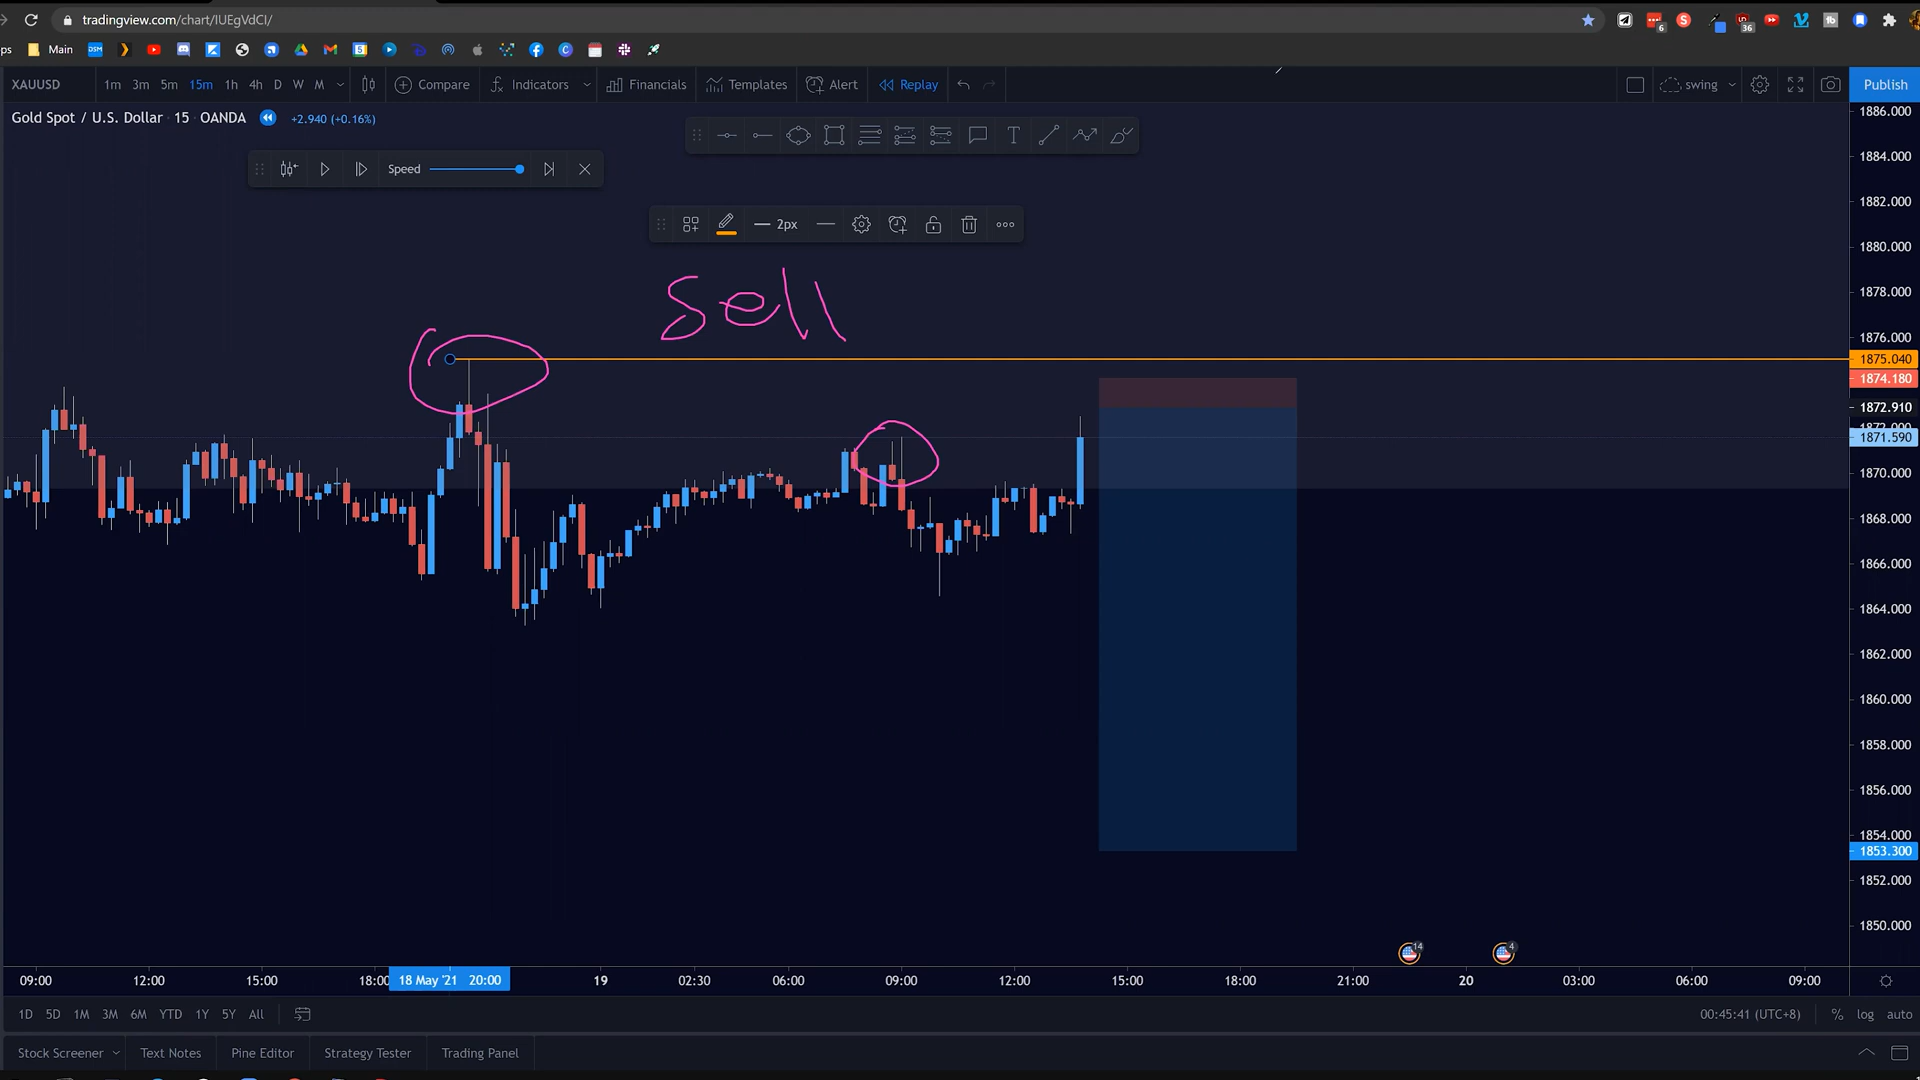 tradingview.com/chart/IUEgVdCI/
ps Main
XAUUSD 1m 3m 5m 15m 1h 4h D W M Compare Indicators Financials Templates Alert Replay swing Publish
Gold Spot / U.S. Dollar · 15 · OANDA +2.940 (+0.16%)
Speed
2px
sell
1886.000
1884.000
1882.000
1880.000
1878.000
1876.000
1875.040
1874.180
1872.910
1872.000
1871.590
1870.000
1868.000
1866.000
1864.000
1862.000
1860.000
1858.000
1856.000
1854.000
1853.300
1852.000
1850.000
14 4
09:00 12:00 15:00 18:00 18 May '21 20:00 19 02:30 06:00 09:00 12:00 15:00 18:00 21:00 20 03:00 06:00 09:00
1D 5D 1M 3M 6M YTD 1Y 5Y All 00:45:41 (UTC+8) % log auto
Stock Screener Text Notes Pine Editor Strategy Tester Trading Panel